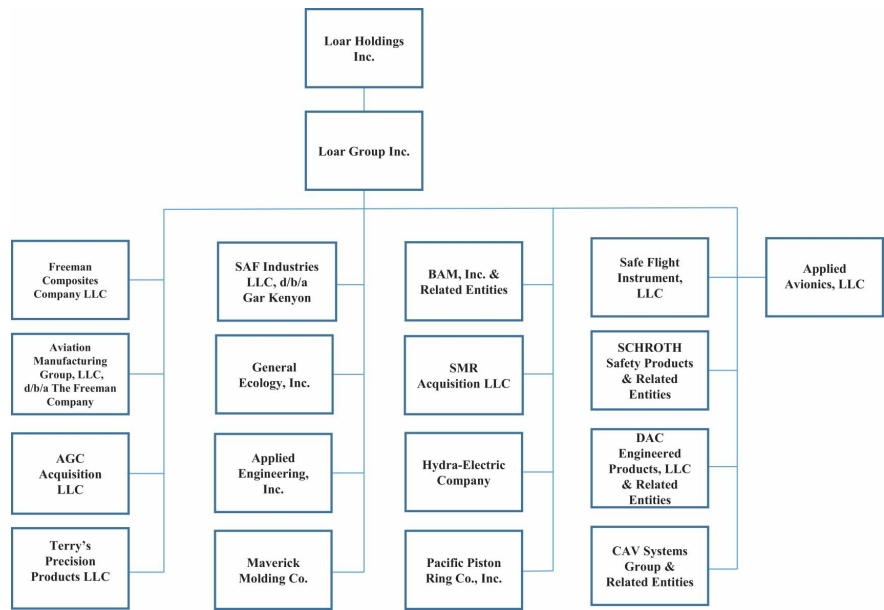 Loar Holdings
Inc.
Loar Group Inc.
Freeman
Composites
Company LLC
SAF Industries
LLC, d/b/a
Gar Kenyon
BAM, Inc. &
Related Entities
Safe Flight
Instrument,
LLC
Applied
Avionics, LLC
Aviation
Manufacturing
Group, LLC,
d/b/a The Freeman
Company
General
Ecology, Inc.
SMR
Acquisition LLC
SCHROTH
Safety Products
& Related
Entities
AGC
Acquisition
LLC
Applied
Engineering,
Inc.
Hydra-Electric
Company
DAC
Engineered
Products, LLC
& Related
Entities
Terry’s
Precision
Products LLC
Maverick
Molding Co.
Pacific Piston
Ring Co., Inc.
CAV Systems
Group &
Related Entities